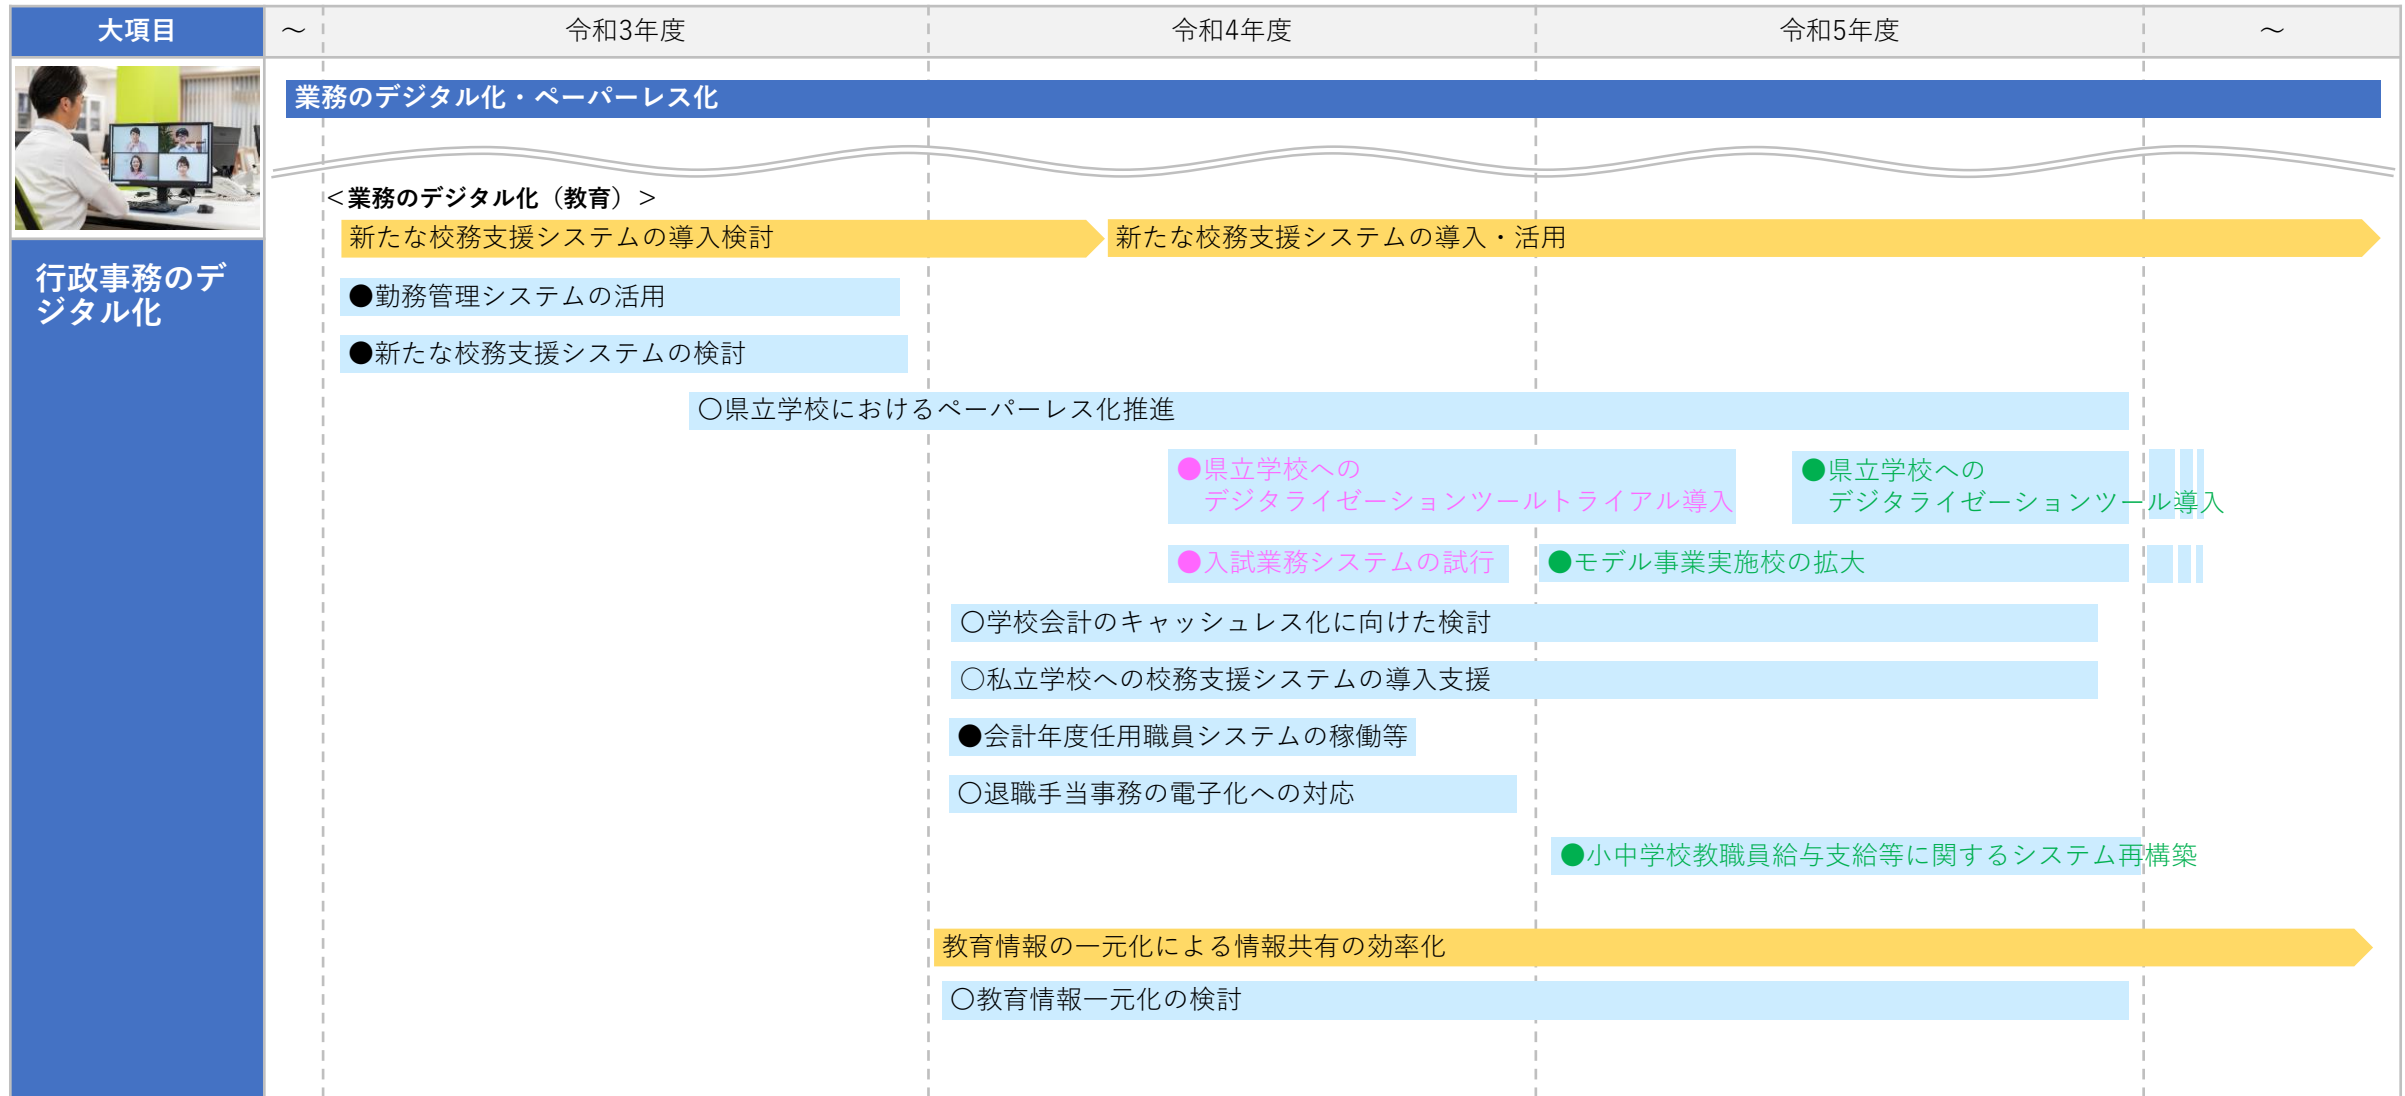 大項目
～
令和3年度
令和4年度
令和5年度
～
業務のデジタル化・ペーパーレス化
＜業務のデジタル化（教育）＞
新たな校務支援システムの導入検討
新たな校務支援システムの導入・活用
行政事務のデ
ジタル化
●勤務管理システムの活用
●新たな校務支援システムの検討
〇県立学校におけるペーパーレス化推進
●県立学校への
デジタライゼーションツールトライアル導入
●県立学校への
デジタライゼーションツール導入
●入試業務システムの試行
●モデル事業実施校の拡大
〇学校会計のキャッシュレス化に向けた検討
〇私立学校への校務支援システムの導入支援
●会計年度任用職員システムの稼働等
〇退職手当事務の電子化への対応
●小中学校教職員給与支給等に関するシステム再構築
教育情報の一元化による情報共有の効率化
〇教育情報一元化の検討